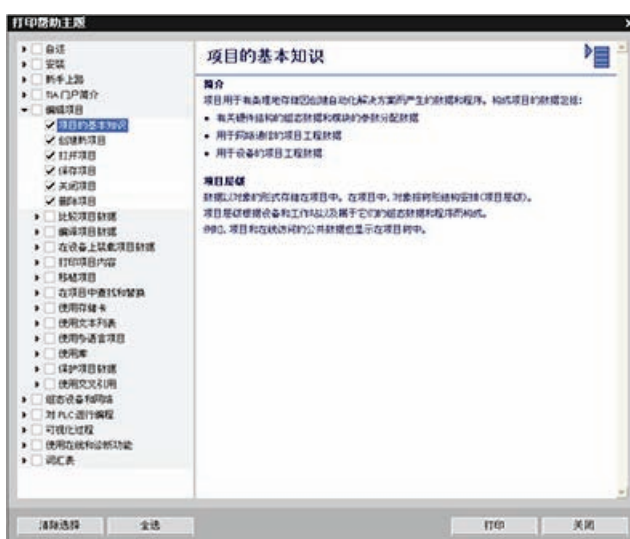 打印帮助主题
自述
安装
新手上路
TIA 门户简介
编辑项目
项目的基本知识
创建新项目
打开项目
保存项目
关闭项目
删除项目
比较项目数据
编译项目数据
在设备上装载项目数据
打印项目内容
移植项目
在项目中查找和替换
使用存储卡
使用文本列表
使用多语言项目
使用库
保护项目数据
使用交叉引用
组态设备和网络
对 PLC 进行编程
可视化过程
使用在线和诊断功能
词汇表
项目的基本知识
简介
项目用于有条理地存储因创建自动化解决方案而产生的数据和程序。构成项目的数据包括:
• 有关硬件结构的组态数据和模块的参数分配数据
• 用于网络通信的项目工程数据
• 用于设备的项目工程数据
项目层级
数据以对象的形式存储在项目中。在项目中，对象按树形结构安排(项目层级)。
项目层级根据设备和工作站以及属于它们的组态数据和程序而构成。
例如，项目和在线访问的公共数据也显示在项目树中。
清除选择
全选
打印
关闭